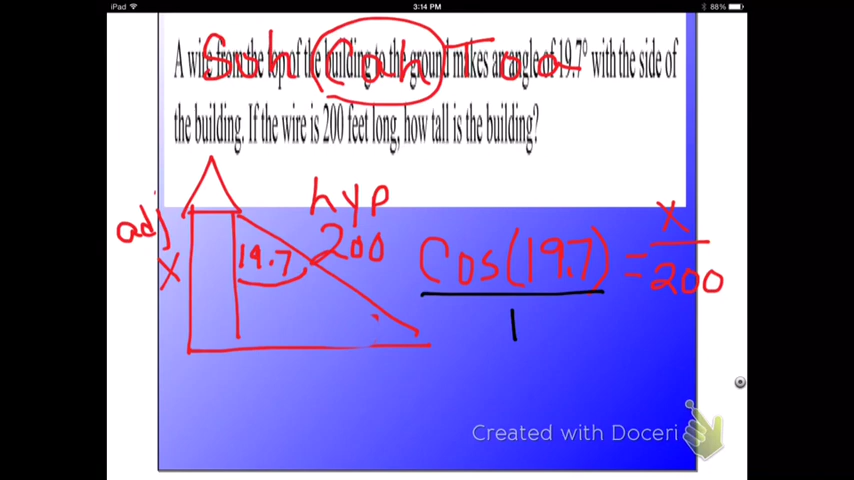 iPad
3:14 PM
88%
A wire from the top of the building to the ground makes an angle of 19.7° with the side of
Soh Cah Toa
the building. If the wire is 200 feet long, how tall is the building?
hyp
adj
200
19.7
X
Cos(19.7) = X/200
1
Created with Doceri